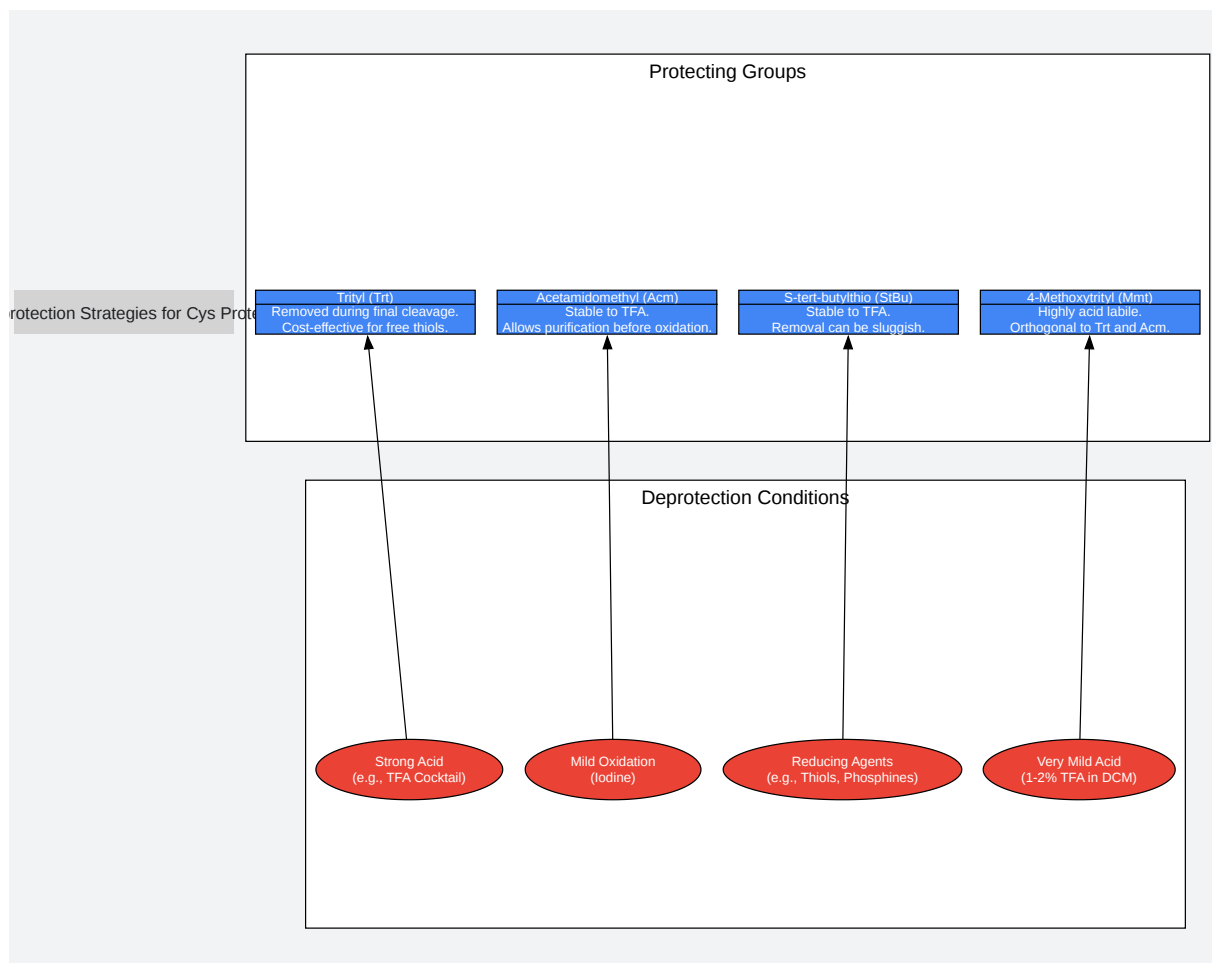 Protecting Groups
rotection Strategies for Cys Prote
Trityl (Trt)
Removed during final cleavage.
Cost-effective for free thiols.
Acetamidomethyl (Acm)
Stable to TFA.
Allows purification before oxidation.
S-tert-butylthio (StBu)
Stable to TFA.
Removal can be sluggish.
4-Methoxytrityl (Mmt)
Highly acid labile.
Orthogonal to Trt and Acm.
Deprotection Conditions
Strong Acid
(e.g., TFA Cocktail)
Mild Oxidation
(Iodine)
Reducing Agents
(e.g., Thiols, Phosphines)
Very Mild Acid
(1-2% TFA in DCM)